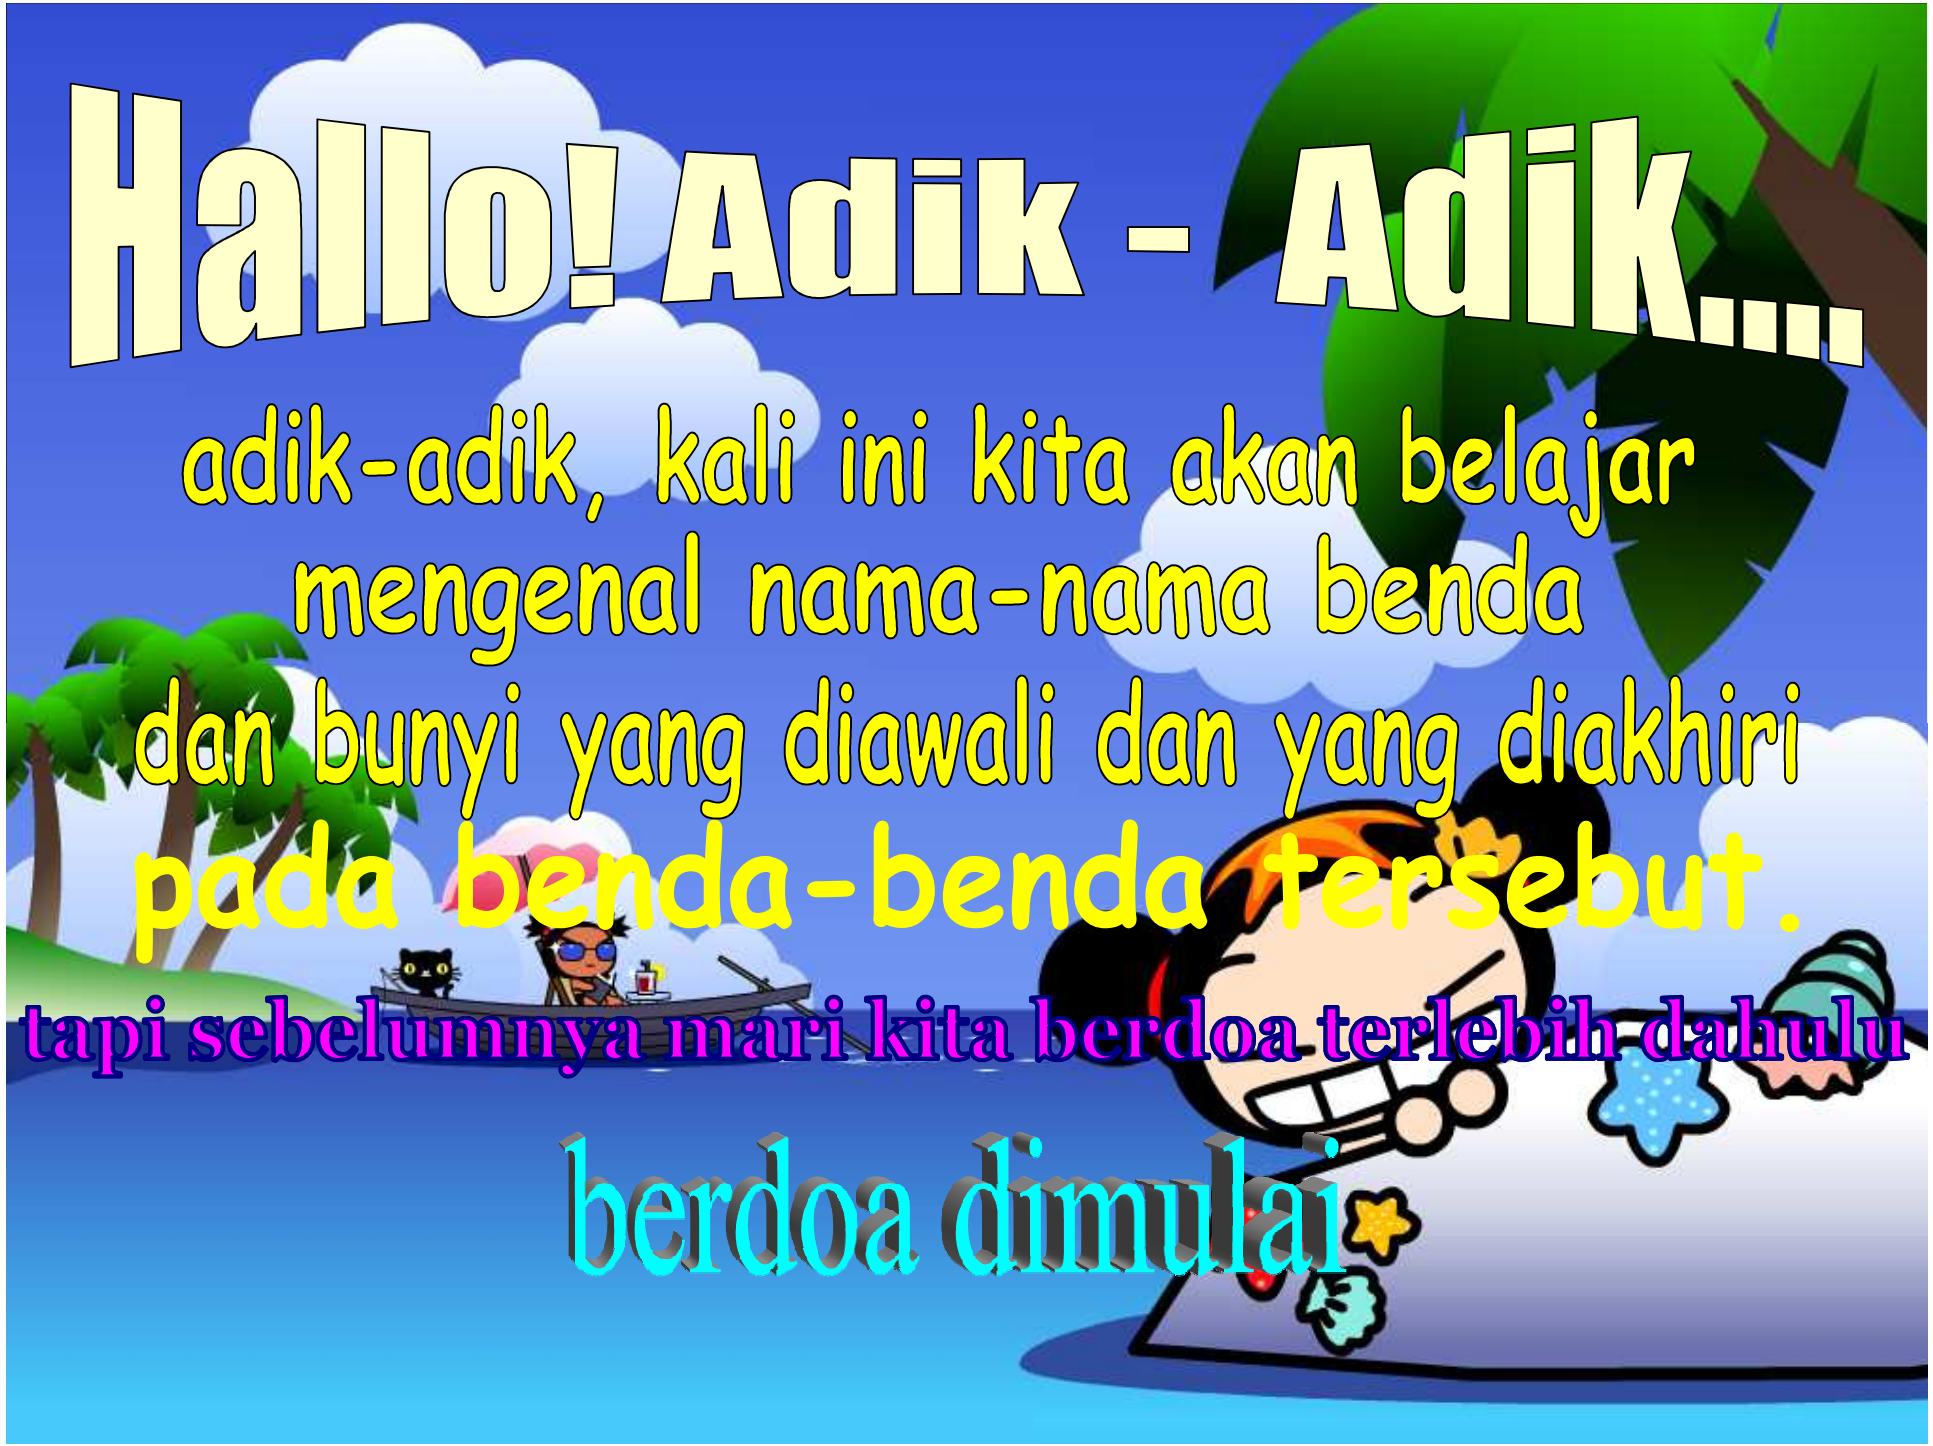 Hallo! Adik - Adik....
adik-adik, kali ini kita akan belajar
mengenal nama-nama benda
dan bunyi yang diawali dan yang diakhiri
pada benda-benda tersebut.
tapi sebelumnya mari kita berdoa terlebih dahulu
berdoa dimulai